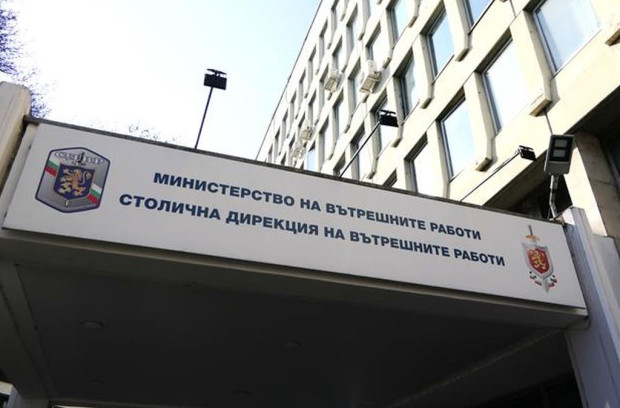 МИНИСТЕРСТВО НА ВЪТРЕШНИТЕ РАБОТИ
СТОЛИЧНА ДИРЕКЦИЯ НА ВЪТРЕШНИТЕ РАБОТИ